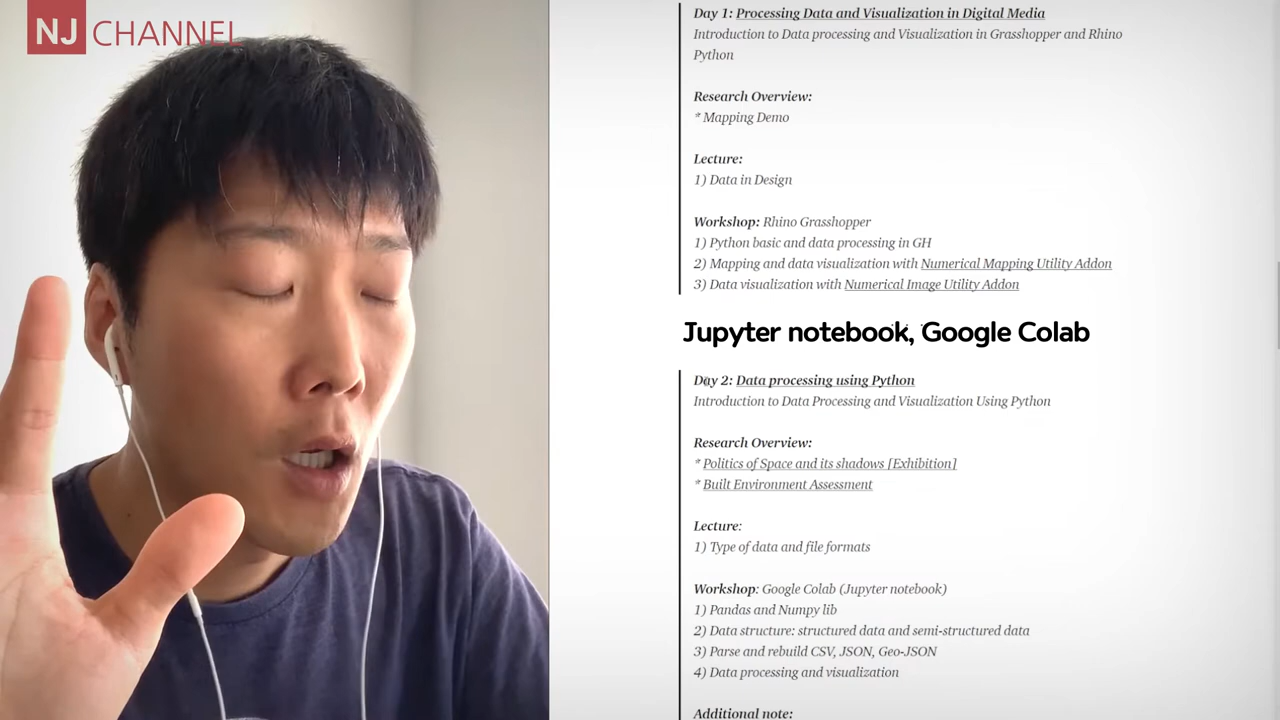 NJ CHANNEL
Day 1: Processing Data and Visualization in Digital Media
Introduction to Data processing and Visualization in Grasshopper and Rhino
Python
Research Overview:
* Mapping Demo
Lecture:
1) Data in Design
Workshop: Rhino Grasshopper
1) Python basic and data processing in GH
2) Mapping and data visualization with Numerical Mapping Utility Addon
3) Data visualization with Numerical Image Utility Addon
Jupyter notebook, Google Colab
Day 2: Data processing using Python
Introduction to Data Processing and Visualization Using Python
Research Overview:
* Politics of Space and its shadows [Exhibition]
* Built Environment Assessment
Lecture:
1) Type of data and file formats
Workshop: Google Colab (Jupyter notebook)
1) Pandas and Numpy lib
2) Data structure: structured data and semi-structured data
3) Parse and rebuild CSV, JSON, Geo-JSON
4) Data processing and visualization
Additional note: